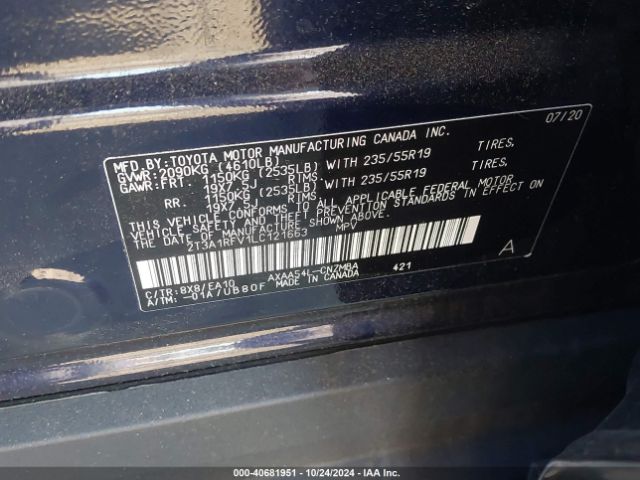 MFD.BY:TOYOTA MOTOR MANUFACTURING CANADA INC. 07/20
GVWR:2090KG (4610LB)
GAWR:FRT. 1150KG (2535LB) WITH 235/55R19 TIRES,
19X7.5J RIMS,
RR. 1150KG (2535LB) WITH 235/55R19 TIRES,
19X7.5J RIMS
THIS VEHICLE CONFORMS TO ALL APPLICABLE FEDERAL MOTOR
VEHICLE SAFETY AND THEFT PREVENTION STANDARDS IN EFFECT ON
THE DATE OF MANUFACTURE SHOWN ABOVE.
2T3A1RFV1LC121663 MPV
A
C/TR:8X8/EA10 AXAA54L-CNZMBA 421
A/TM:-01A/UB80F MADE IN CANADA
000-40681951 - 10/24/2024 - IAAI.com